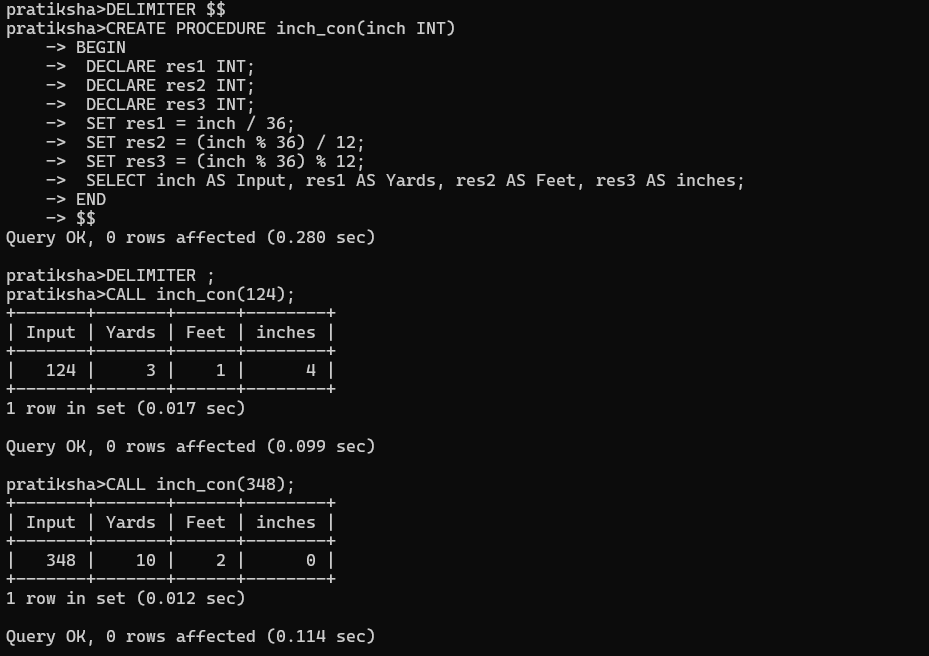 pratiksha>DELIMITER $$
pratiksha>CREATE PROCEDURE inch_con(inch INT)
    -> BEGIN
    ->  DECLARE res1 INT;
    ->  DECLARE res2 INT;
    ->  DECLARE res3 INT;
    ->  SET res1 = inch / 36;
    ->  SET res2 = (inch % 36) / 12;
    ->  SET res3 = (inch % 36) % 12;
    ->  SELECT inch AS Input, res1 AS Yards, res2 AS Feet, res3 AS inches;
    -> END
    -> $$
Query OK, 0 rows affected (0.280 sec)

pratiksha>DELIMITER ;
pratiksha>CALL inch_con(124);
+-------+-------+------+--------+
| Input | Yards | Feet | inches |
+-------+-------+------+--------+
|   124 |     3 |    1 |      4 |
+-------+-------+------+--------+
1 row in set (0.017 sec)

Query OK, 0 rows affected (0.099 sec)

pratiksha>CALL inch_con(348);
+-------+-------+------+--------+
| Input | Yards | Feet | inches |
+-------+-------+------+--------+
|   348 |    10 |    2 |      0 |
+-------+-------+------+--------+
1 row in set (0.012 sec)

Query OK, 0 rows affected (0.114 sec)